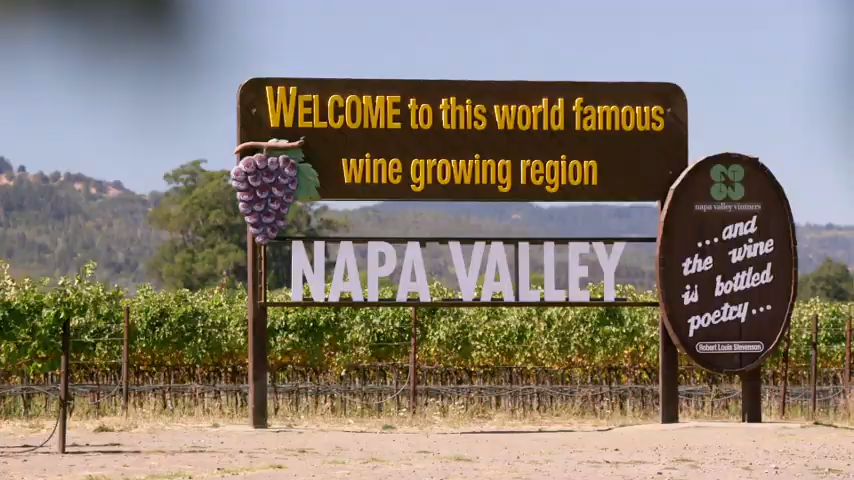 WELCOME to this world famous
wine growing region
NAPA VALLEY
napa valley vintners
...and
the wine
is bottled
poetry...
Robert Louis Stevenson